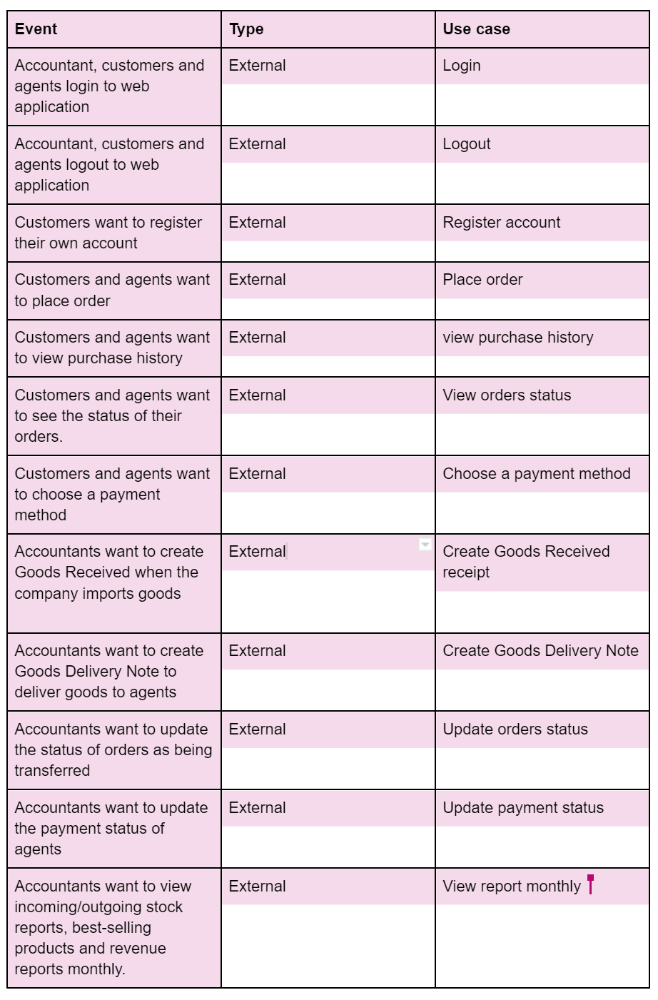 Event Type Use case
Accountant, customers and External Login
agents login to web
application
Accountant, customers and External Logout
agents logout to web
application
Customers want to register External Register account
their own account
Customers and agents want External Place order
to place order
Customers and agents want External view purchase history
to view purchase history
Customers and agents want External View orders status
to see the status of their
orders.
Customers and agents want External Choose a payment method
to choose a payment
method
Accountants want to create External Create Goods Received
Goods Received when the receipt
company imports goods
Accountants want to create External Create Goods Delivery Note
Goods Delivery Note to
deliver goods to agents
Accountants want to update External Update orders status
the status of orders as being
transferred
Accountants want to update External Update payment status
the payment status of
agents
Accountants want to view External View report monthly
incoming/outgoing stock
reports, best-selling
products and revenue
reports monthly.